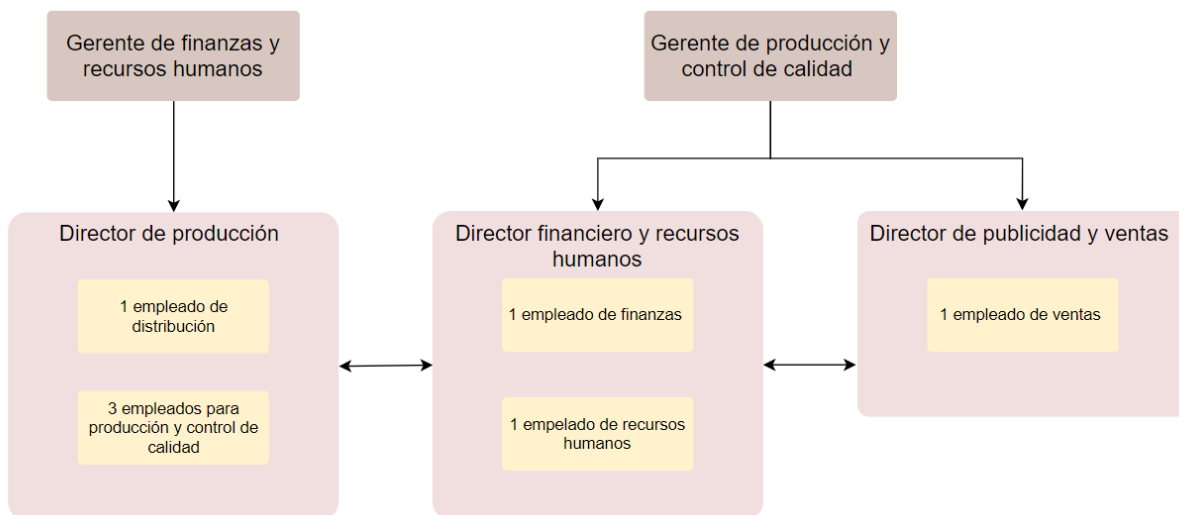 Gerente de finanzas y
recursos humanos
Gerente de producción y
control de calidad
Director de producción
1 empleado de
distribución
3 empleados para
producción y control de
calidad
Director financiero y recursos
humanos
1 empleado de finanzas
1 empelado de recursos
humanos
Director de publicidad y ventas
1 empleado de ventas